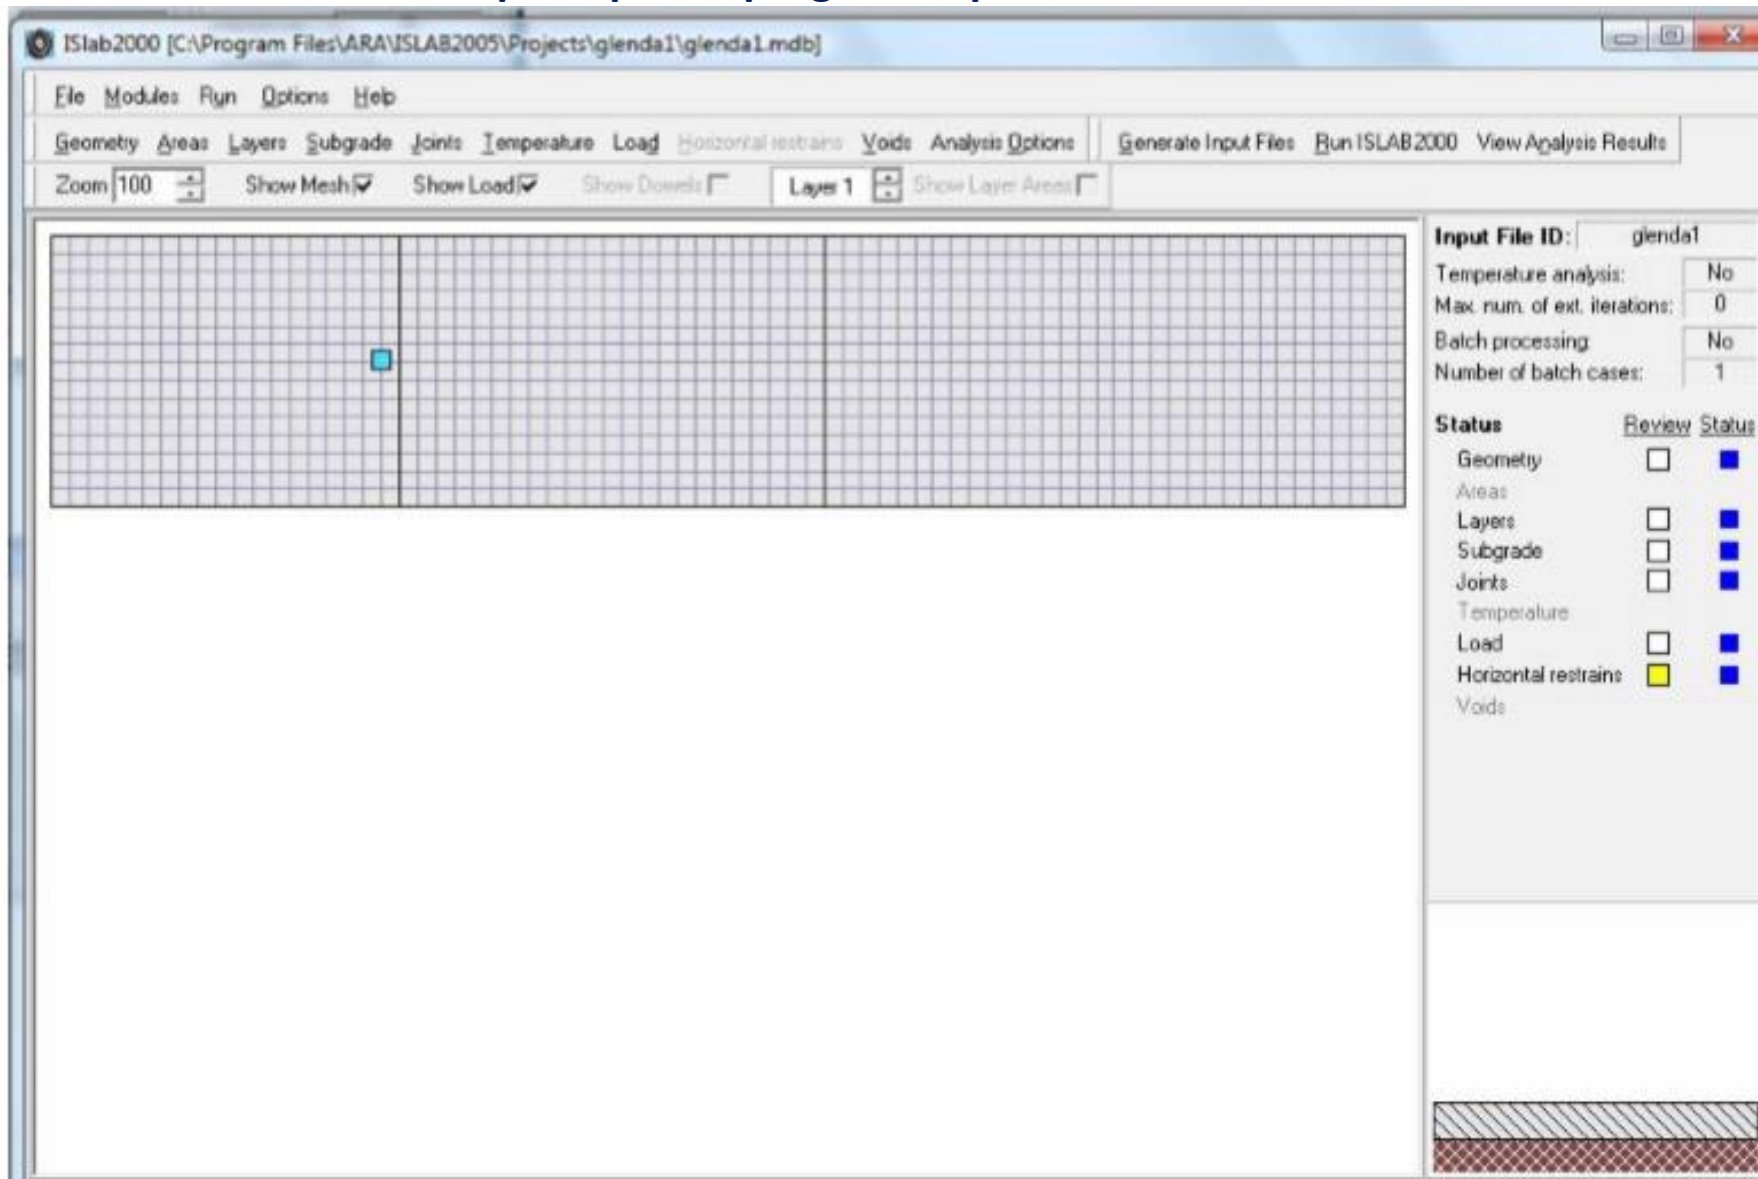 ISlab2000 [C:\Program Files\ARA\ISLAB2005\Projects\glenda1\glenda1.mdb]
File Modules Run Options Help
Geometry Areas Layers Subgrade Joints Temperature Load Horizontal restrains Voids Analysis Options Generate Input Files Run ISLAB2000 View Analysis Results
Zoom 100 Show Mesh Show Load Show Dowels Layer 1 Show Layer Areas
Input File ID: glenda1
Temperature analysis: No
Max. num. of ext. iterations: 0
Batch processing: No
Number of batch cases: 1
Status Review Status
Geometry
Areas
Layers
Subgrade
Joints
Temperature
Load
Horizontal restrains
Voids